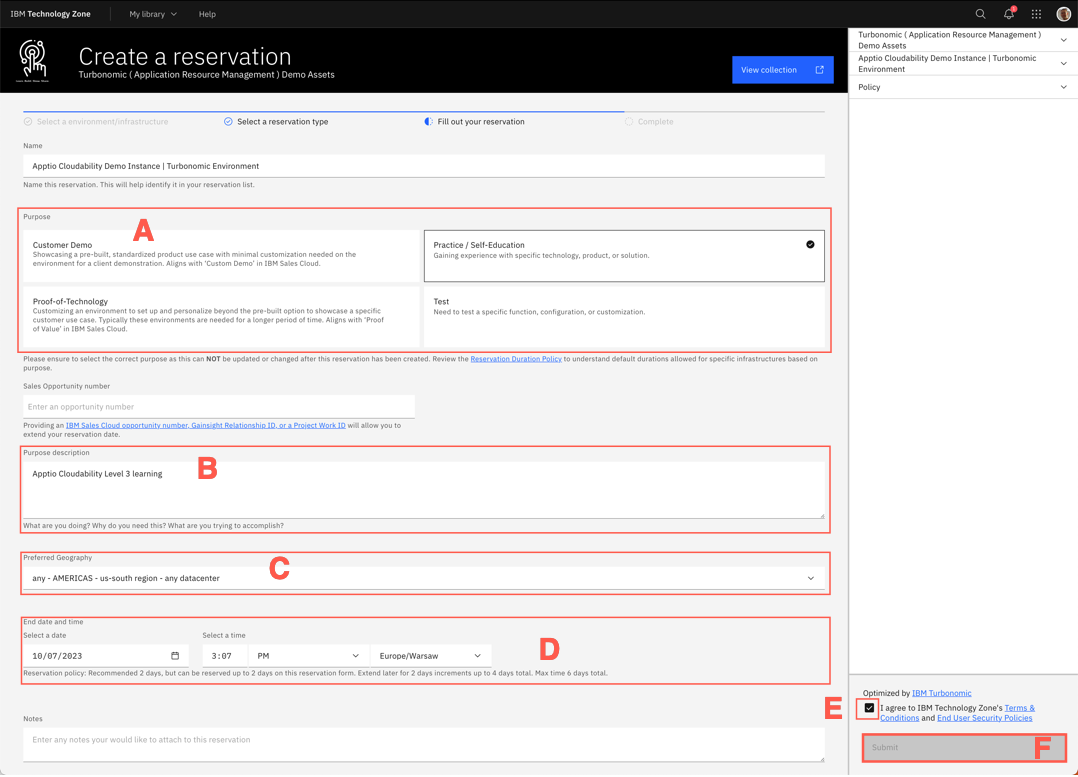 IBM Technology Zone
My library
Help
Create a reservation
Turbonomic ( Application Resource Management ) Demo Assets
View collection
Select a environment/infrastructure
Select a reservation type
Fill out your reservation
Complete
Name
Apptio Cloudability Demo Instance | Turbonomic Environment
Name this reservation. This will help identify it in your reservation list.
Purpose
A
Customer Demo
Showcasing a pre-built, standardized product use case with minimal customization needed on the
environment for a client demonstration. Aligns with 'Custom Demo' in IBM Sales Cloud.
Practice / Self-Education
Gaining experience with specific technology, product, or solution.
Proof-of-Technology
Customizing an environment to set up and personalize beyond the pre-built option to showcase a specific
customer use case. Typically these environments are needed for a longer period of time. Aligns with 'Proof
of Value' in IBM Sales Cloud.
Test
Need to test a specific function, configuration, or customization.
Please ensure to select the correct purpose as this can NOT be updated or changed after this reservation has been created. Review the Reservation Duration Policy to understand default durations allowed for specific infrastructures based on
purpose.
Sales Opportunity number
Enter an opportunity number
Providing an IBM Sales Cloud opportunity number, Gainsight Relationship ID, or a Project Work ID will allow you to
extend your reservation date.
Purpose description
B
Apptio Cloudability Level 3 learning
What are you doing? Why do you need this? What are you trying to accomplish?
Preferred Geography
C
any - AMERICAS - us-south region - any datacenter
End date and time
Select a date
Select a time
D
10/07/2023
3:07
PM
Europe/Warsaw
Reservation policy: Recommended 2 days, but can be reserved up to 2 days on this reservation form. Extend later for 2 days increments up to 4 days total. Max time 6 days total.
Notes
Enter any notes your would like to attach to this reservation
Turbonomic ( Application Resource Management )
Demo Assets
Apptio Cloudability Demo Instance | Turbonomic
Environment
Policy
Optimized by IBM Turbonomic
E
I agree to IBM Technology Zone's Terms &
Conditions and End User Security Policies
Submit
F